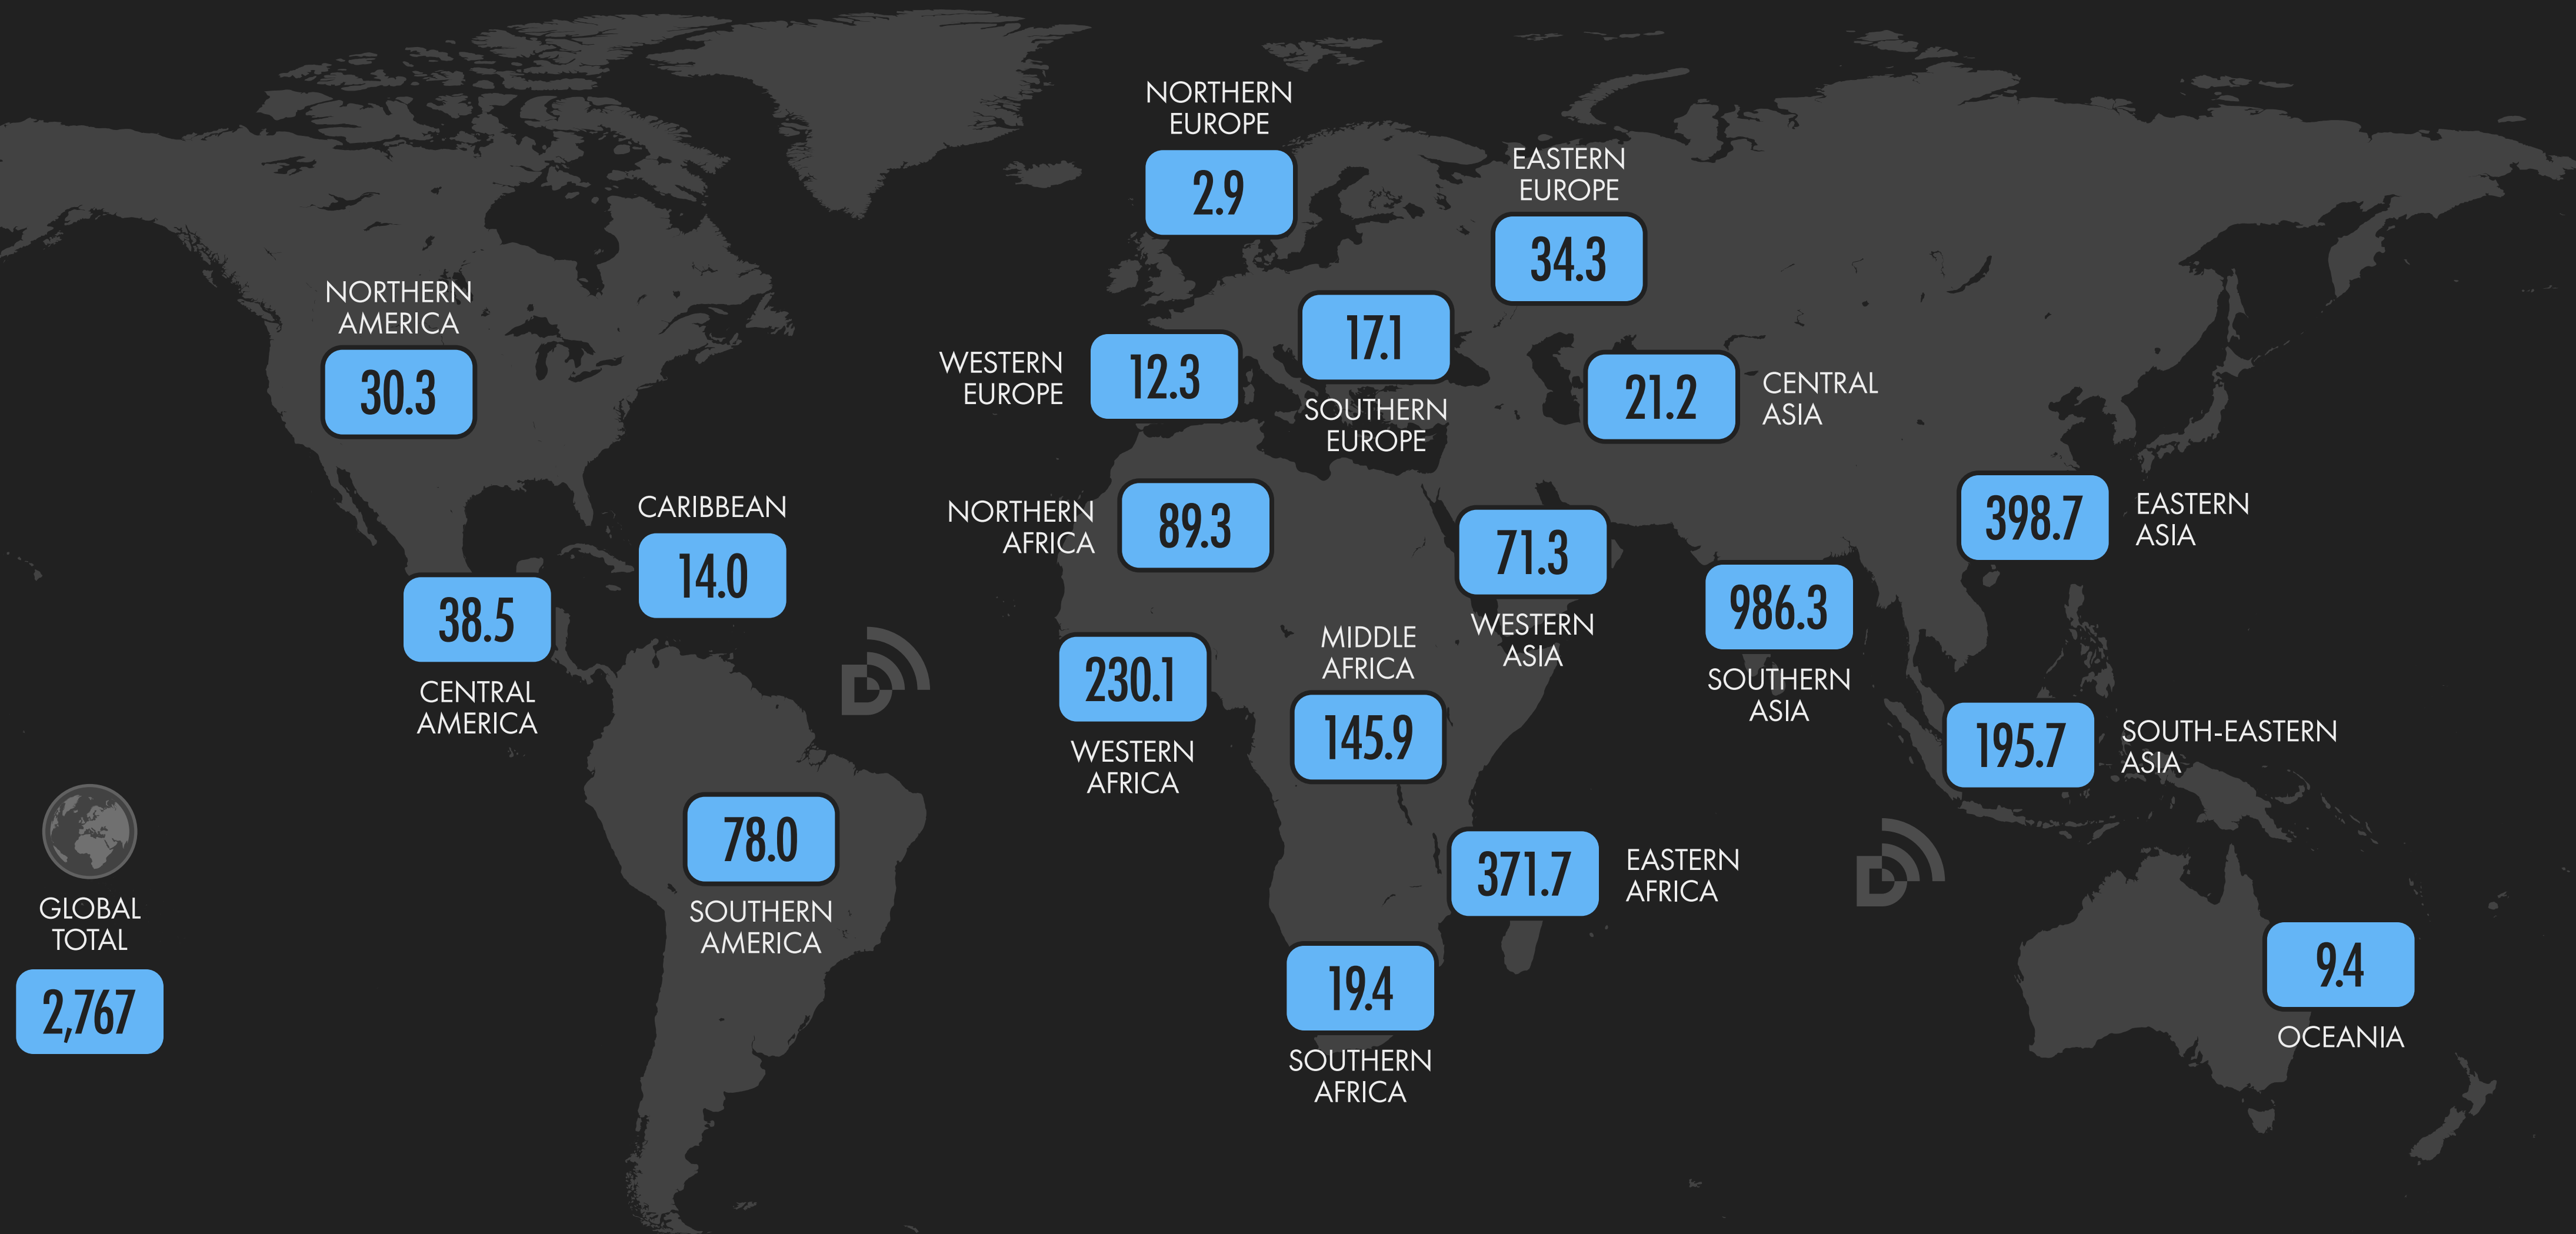 NORTHERN
EUROPE
2.9
EASTERN
EUROPE
34.3
NORTHERN
AMERICA
30.3
WESTERN
EUROPE
12.3
17.1
SOUTHERN
EUROPE
21.2
CENTRAL
ASIA
CARIBBEAN
14.0
NORTHERN
AFRICA
89.3
71.3
WESTERN
ASIA
398.7
EASTERN
ASIA
38.5
CENTRAL
AMERICA
986.3
SOUTHERN
ASIA
230.1
WESTERN
AFRICA
MIDDLE
AFRICA
145.9
195.7
SOUTH-EASTERN
ASIA
78.0
SOUTHERN
AMERICA
371.7
EASTERN
AFRICA
GLOBAL
TOTAL
2,767
19.4
SOUTHERN
AFRICA
9.4
OCEANIA